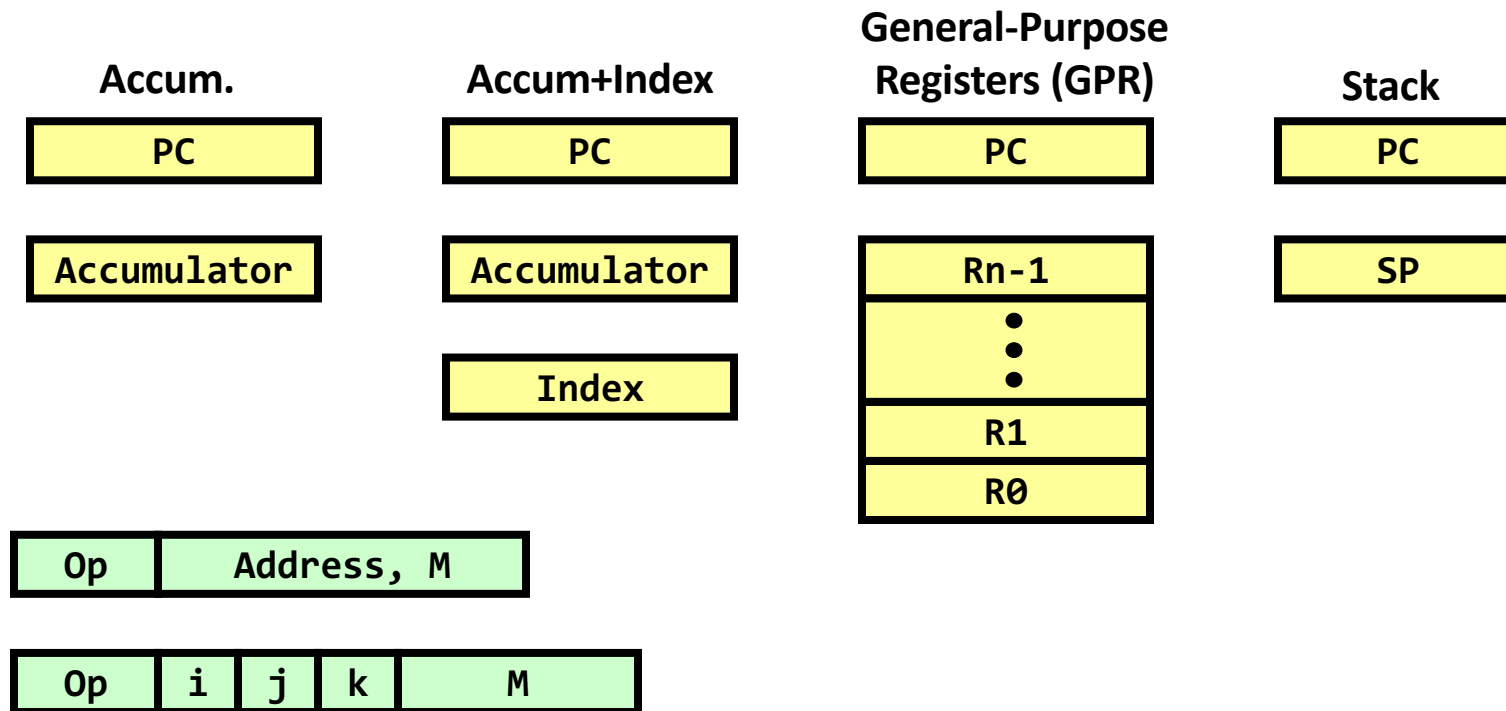 Accum.
PC
Accumulator
Accum+Index
PC
Accumulator
Index
General-Purpose
Registers (GPR)
PC
Rn-1
R1
R0
Stack
PC
SP
Op Address, M
Op i j k M